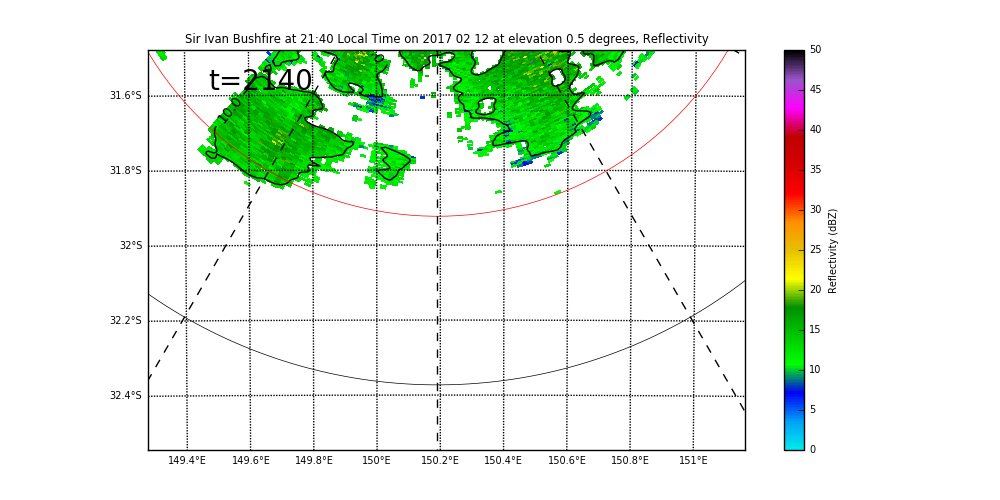 Sir Ivan Bushfire at 21:40 Local Time on 2017 02 12 at elevation 0.5 degrees, Reflectivity
t=2140
10.0
31.6°S
31.8°S
32°S
32.2°S
32.4°S
149.4°E 149.6°E 149.8°E 150°E 150.2°E 150.4°E 150.6°E 150.8°E 151°E
50
45
40
35
30
25
20
15
10
5
0
Reflectivity (dBZ)